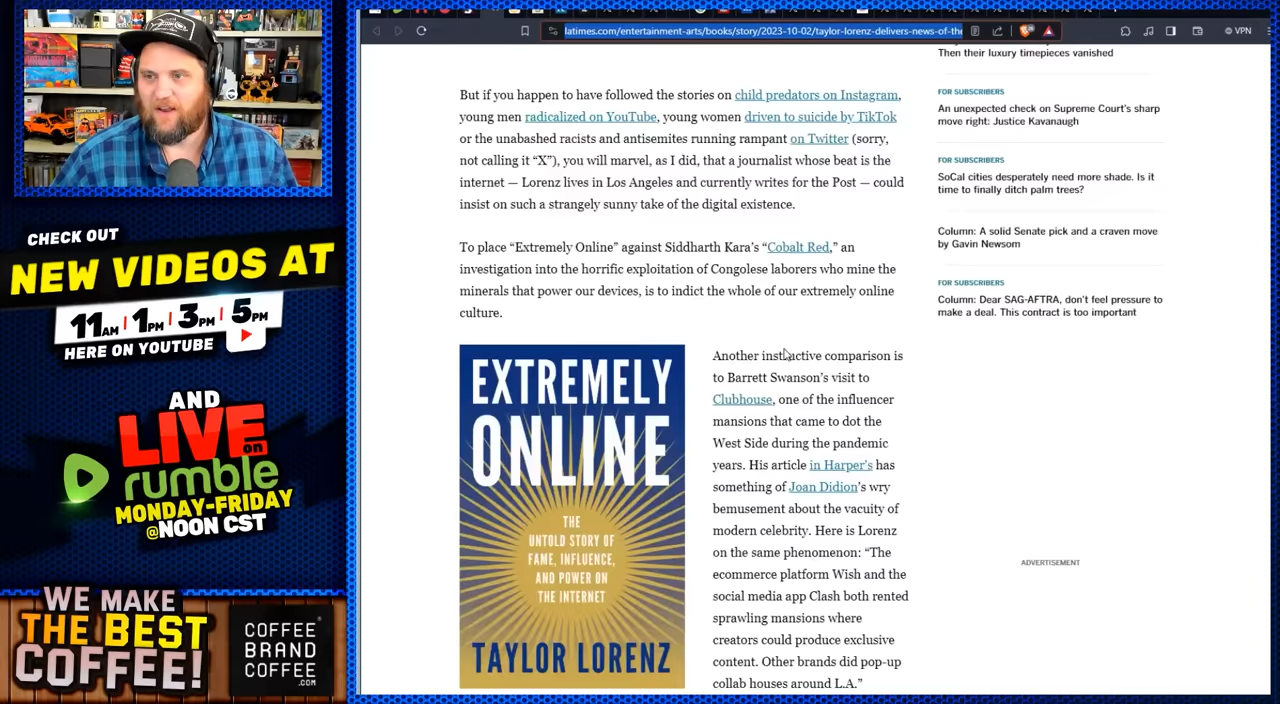 CHECK OUT
NEW VIDEOS AT
11AM | 1PM | 3PM | 5PM
HERE ON YOUTUBE
AND
LIVE on
rumble
MONDAY-FRIDAY
@NOON CST
WE MAKE
THE BEST
COFFEE!
COFFEE
BRAND
COFFEE
.COM
latimes.com/entertainment-arts/books/story/2023-10-02/taylor-lorenz-delivers-news-of-the
VPN
But if you happen to have followed the stories on child predators on Instagram,
young men radicalized on YouTube, young women driven to suicide by TikTok
or the unabashed racists and antisemites running rampant on Twitter (sorry,
not calling it “X”), you will marvel, as I did, that a journalist whose beat is the
internet — Lorenz lives in Los Angeles and currently writes for the Post — could
insist on such a strangely sunny take of the digital existence.
To place “Extremely Online” against Siddharth Kara’s “Cobalt Red,” an
investigation into the horrific exploitation of Congolese laborers who mine the
minerals that power our devices, is to indict the whole of our extremely online
culture.
EXTREMELY
ONLINE
THE
UNTOLD STORY OF
FAME, INFLUENCE,
AND POWER ON
THE INTERNET
TAYLOR LORENZ
Another instructive comparison is
to Barrett Swanson’s visit to
Clubhouse, one of the influencer
mansions that came to dot the
West Side during the pandemic
years. His article in Harper’s has
something of Joan Didion’s wry
bemusement about the vacuity of
modern celebrity. Here is Lorenz
on the same phenomenon: “The
ecommerce platform Wish and the
social media app Clash both rented
sprawling mansions where
creators could produce exclusive
content. Other brands did pop-up
collab houses around L.A.”
Then their luxury timepieces vanished
FOR SUBSCRIBERS
An unexpected check on Supreme Court’s sharp
move right: Justice Kavanaugh
FOR SUBSCRIBERS
SoCal cities desperately need more shade. Is it
time to finally ditch palm trees?
Column: A solid Senate pick and a craven move
by Gavin Newsom
FOR SUBSCRIBERS
Column: Dear SAG-AFTRA, don’t feel pressure to
make a deal. This contract is too important
ADVERTISEMENT